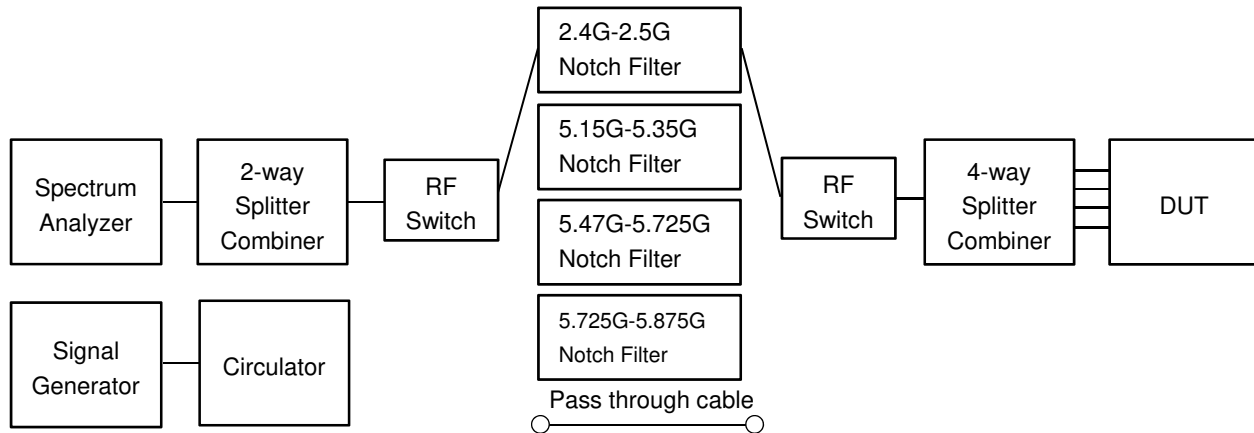 2.4G-2.5G
Notch Filter
5.15G-5.35G
Notch Filter
Spectrum
Analyzer
2-way
Splitter
Combiner
RF
Switch
RF
Switch
4-way
Splitter
Combiner
DUT
5.47G-5.725G
Notch Filter
5.725G-5.875G
Notch Filter
Signal
Generator
Circulator
Pass through cable